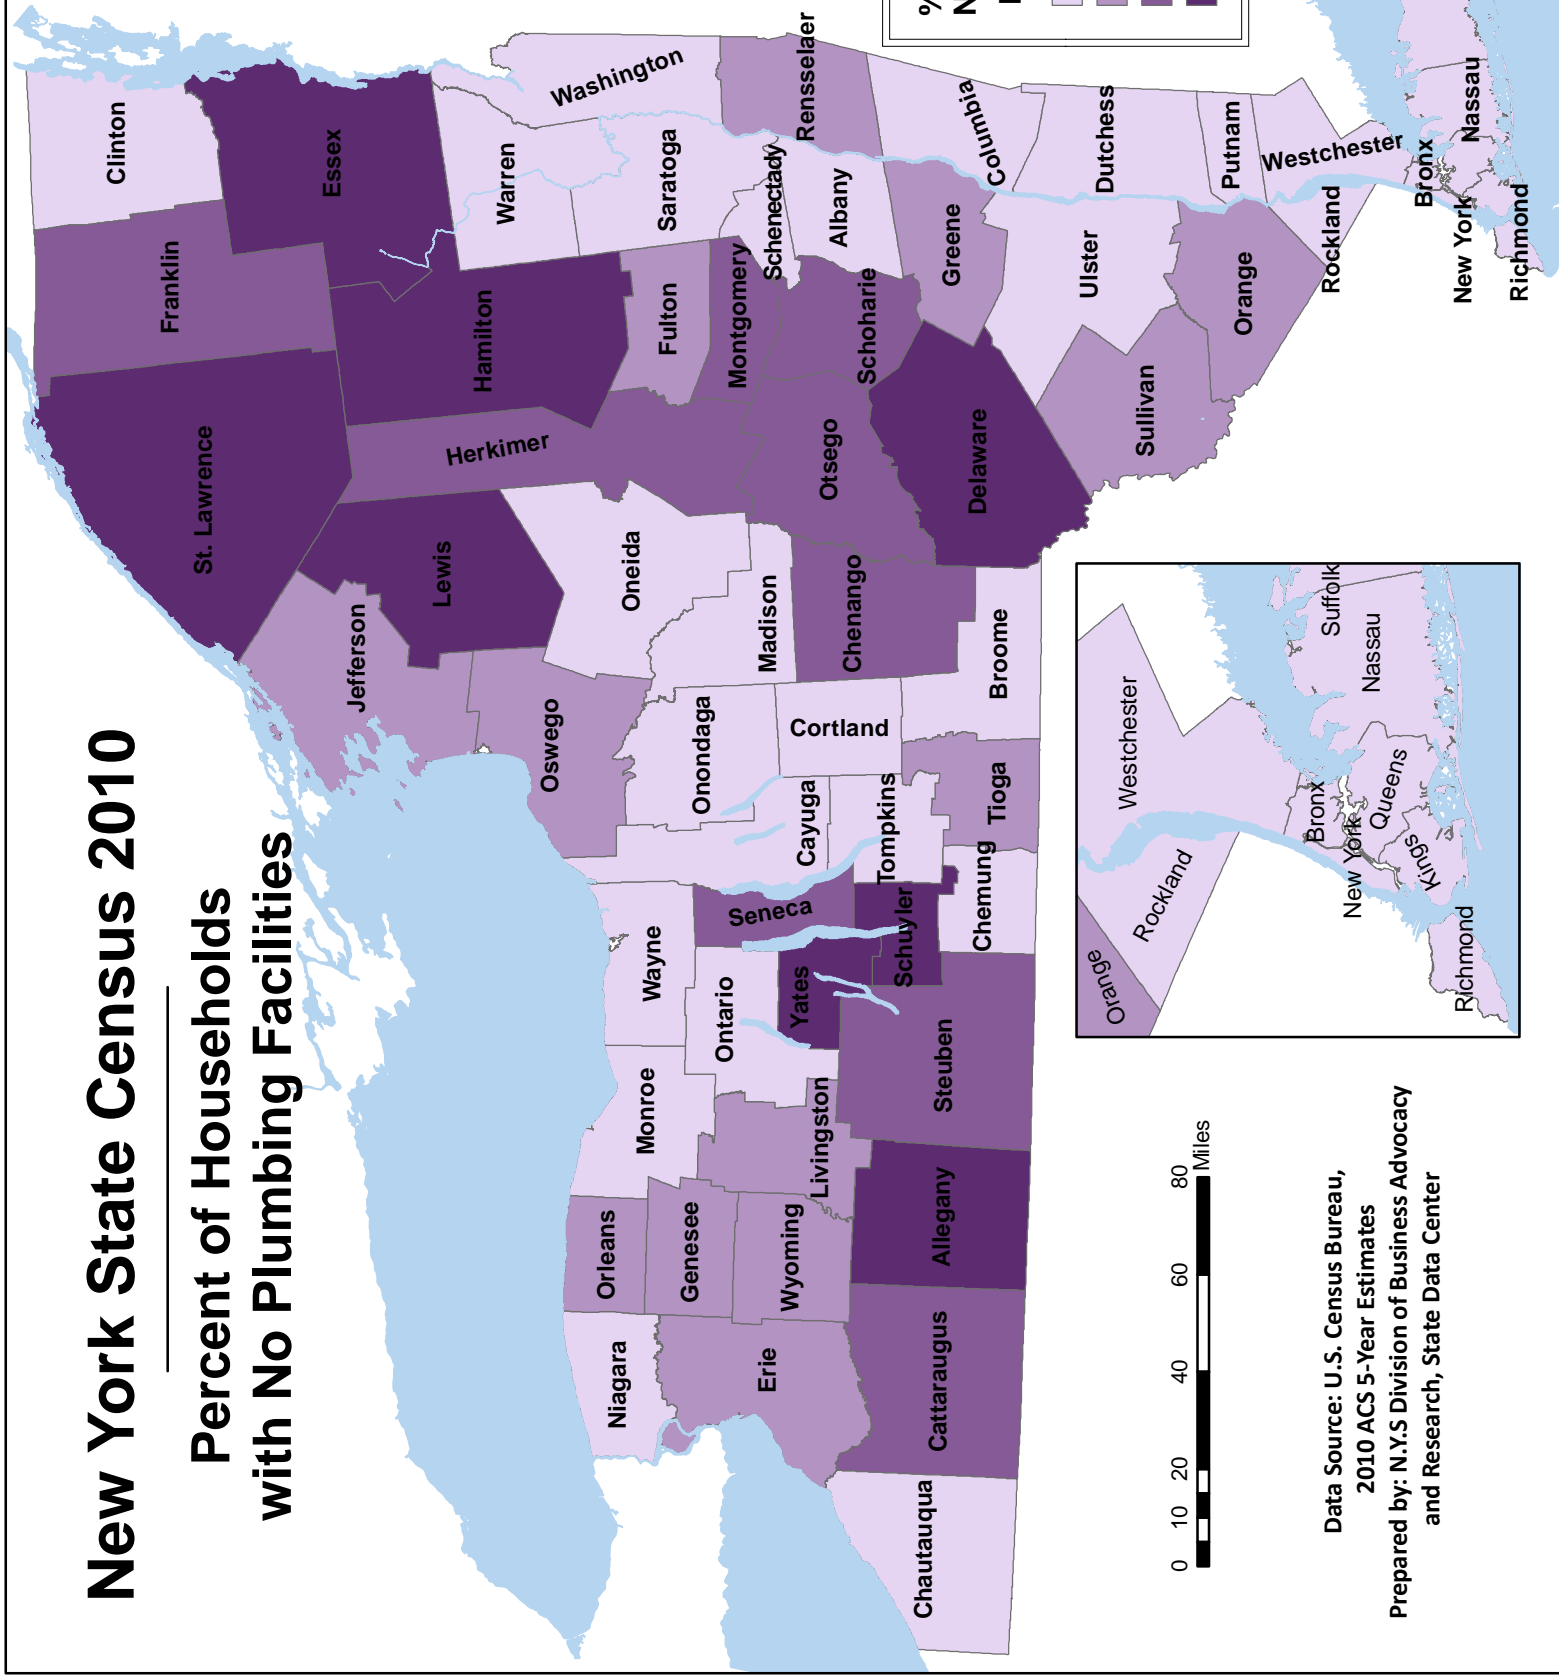 New York State Census 2010
Percent of Households
with No Plumbing Facilities
Clinton
Franklin
Essex
St. Lawrence
Hamilton
Herkimer
Lewis
Jefferson
Warren
Washington
Saratoga
Fulton
Montgomery
Schenectady
Rensselaer
Albany
Schoharie
Otsego
Oneida
Oswego
Madison
Onondaga
Chenango
Cortland
Cayuga
Tompkins
Broome
Tioga
Chemung
Schuyler
Seneca
Wayne
Ontario
Yates
Steuben
Monroe
Livingston
Orleans
Genesee
Wyoming
Allegany
Niagara
Erie
Cattaraugus
Chautauqua
Delaware
Greene
Columbia
Ulster
Dutchess
Sullivan
Orange
Putnam
Westchester
Rockland
Bronx
New York
Nassau
Richmond
%
Westchester
Orange
Rockland
Bronx
New York
Queens
Kings
Richmond
Nassau
Suffolk
0 10 20 40 60 80
Miles
Data Source: U.S. Census Bureau,
2010 ACS 5-Year Estimates
Prepared by: N.Y.S Division of Business Advocacy
and Research, State Data Center